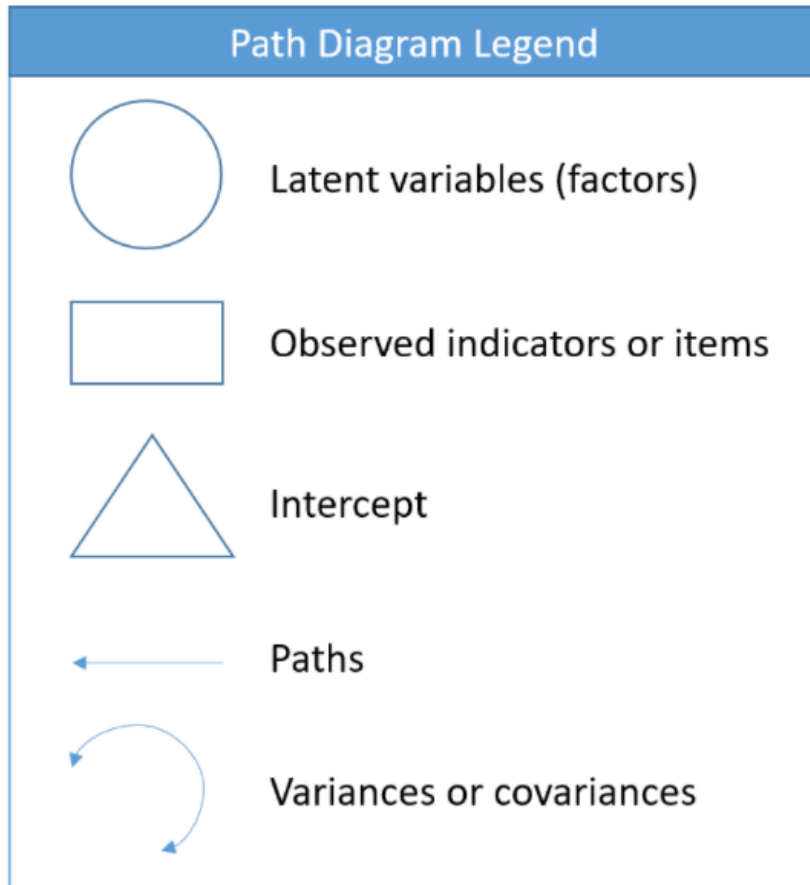 Path Diagram Legend
Latent variables (factors)
Observed indicators or items
Intercept
Paths
Variances or covariances